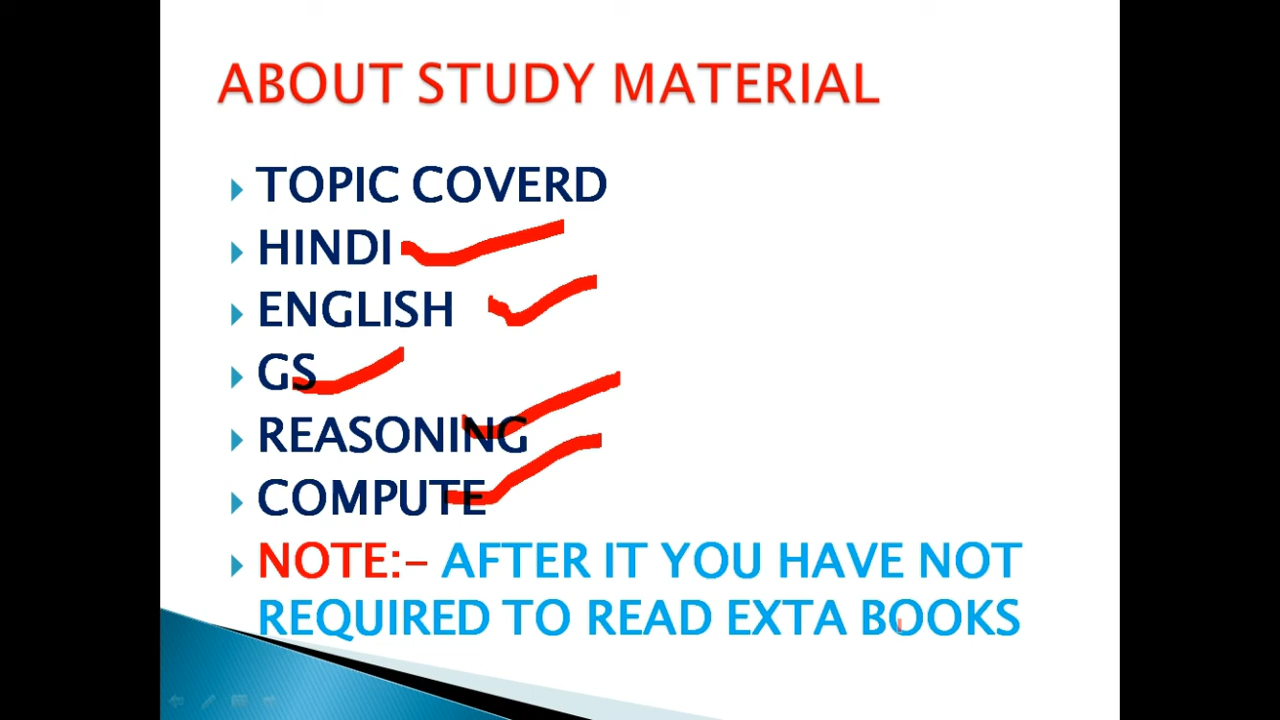 ABOUT STUDY MATERIAL
TOPIC COVERD
HINDI
ENGLISH
GS
REASONING
COMPUTE
NOTE:- AFTER IT YOU HAVE NOT
REQUIRED TO READ EXTA BOOKS